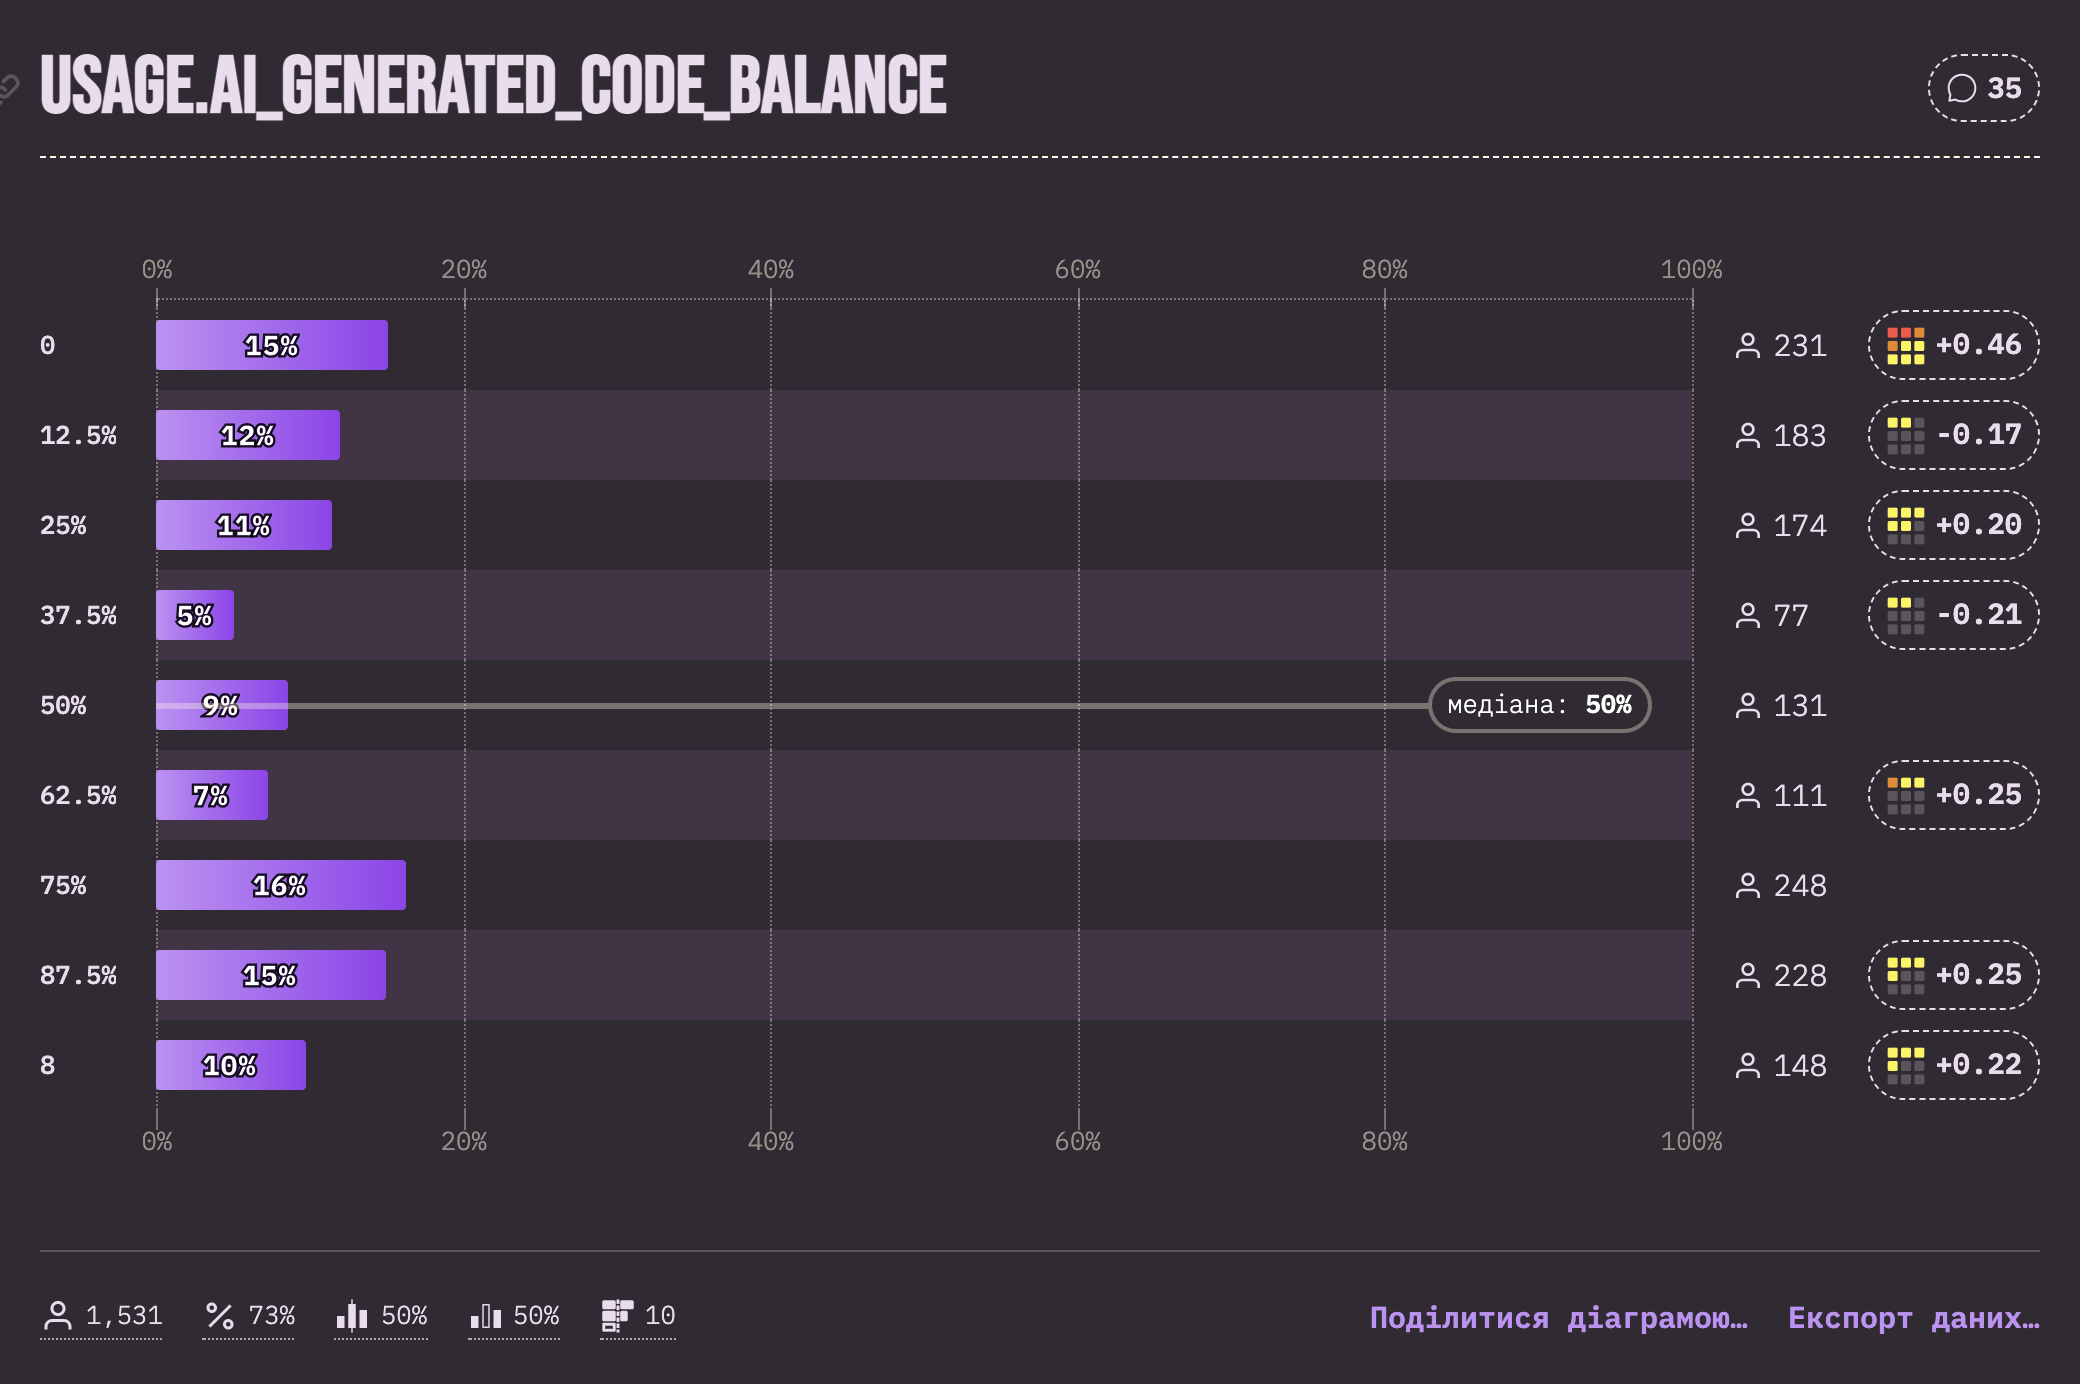 USAGE.AI_GENERATED_CODE_BALANCE
35
0% 20% 40% 60% 80% 100%
0 15% 231 +0.46
12.5% 12% 183 -0.17
25% 11% 174 +0.20
37.5% 5% 77 -0.21
50% 9% медіана: 50% 131
62.5% 7% 111 +0.25
75% 16% 248
87.5% 15% 228 +0.25
8 10% 148 +0.22
0% 20% 40% 60% 80% 100%
1,531 73% 50% 50% 10 Поділитися діаграмою… Експорт даних…